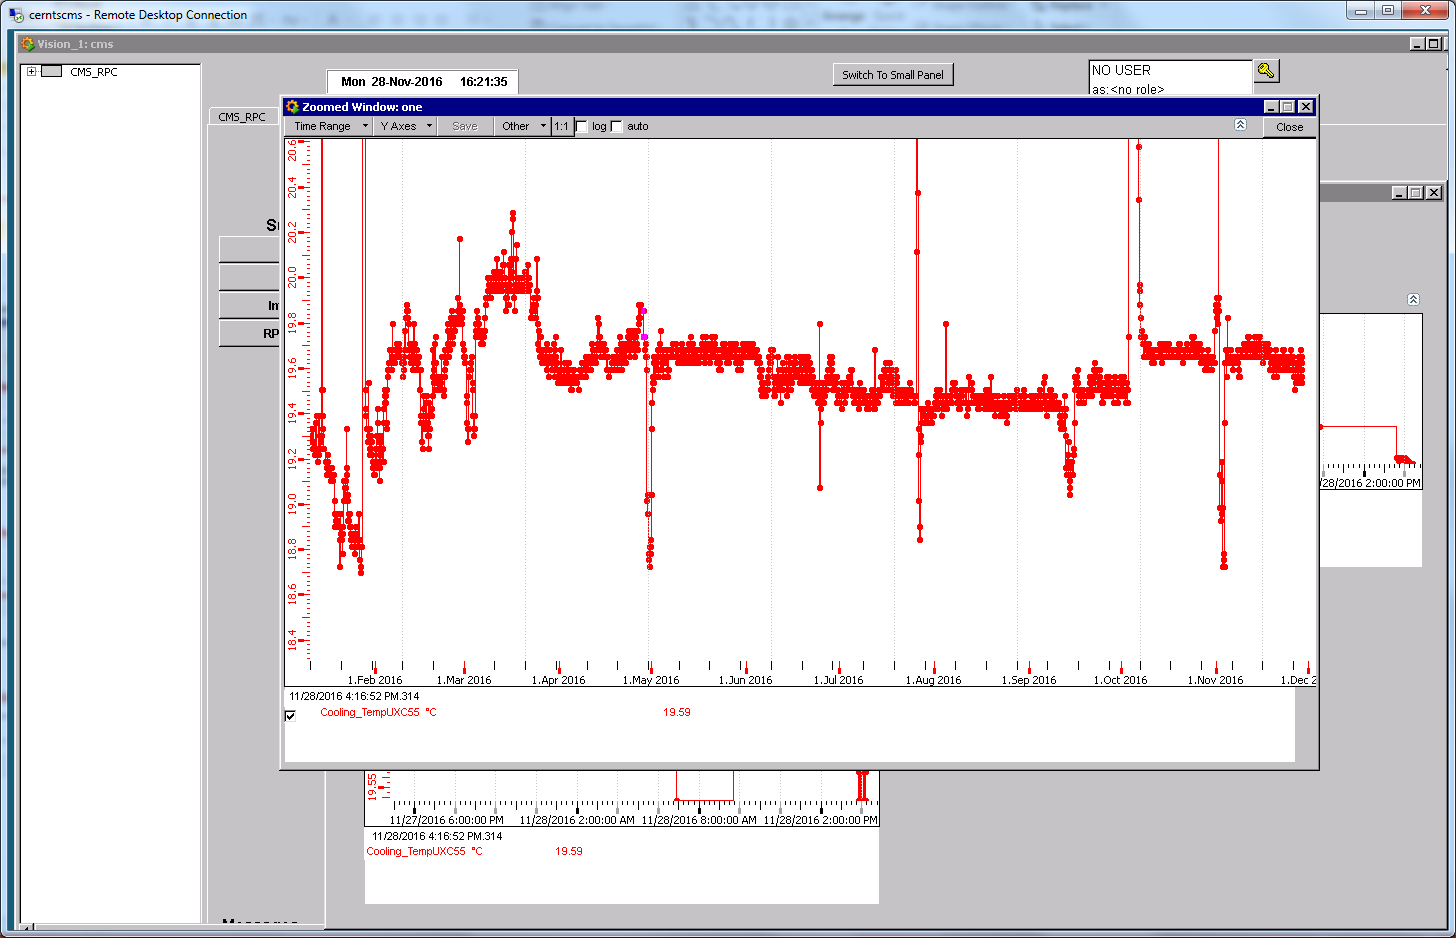 cerntscms - Remote Desktop Connection
Vision_1: cms
CMS_RPC
Mon 28-Nov-2016 16:21:35
Switch To Small Panel
NO USER
as:<no role>
CMS_RPC
Zoomed Window: one
Time Range Y Axes Save Other 1:1 log auto Close
20.6
20.4
20.2
20.0
19.8
19.6
19.4
19.2
19.0
18.8
18.6
18.4
1.Feb 2016 1.Mar 2016 1.Apr 2016 1.May 2016 1.Jun 2016 1.Jul 2016 1.Aug 2016 1.Sep 2016 1.Oct 2016 1.Nov 2016 1.Dec 2
11/28/2016 4:16:52 PM.314
Cooling_TempUXC55 °C 19.59
RP
/28/2016 2:00:00 PM
19.55
11/27/2016 6:00:00 PM 11/28/2016 2:00:00 AM 11/28/2016 8:00:00 AM 11/28/2016 2:00:00 PM
11/28/2016 4:16:52 PM.314
Cooling_TempUXC55 °C 19.59